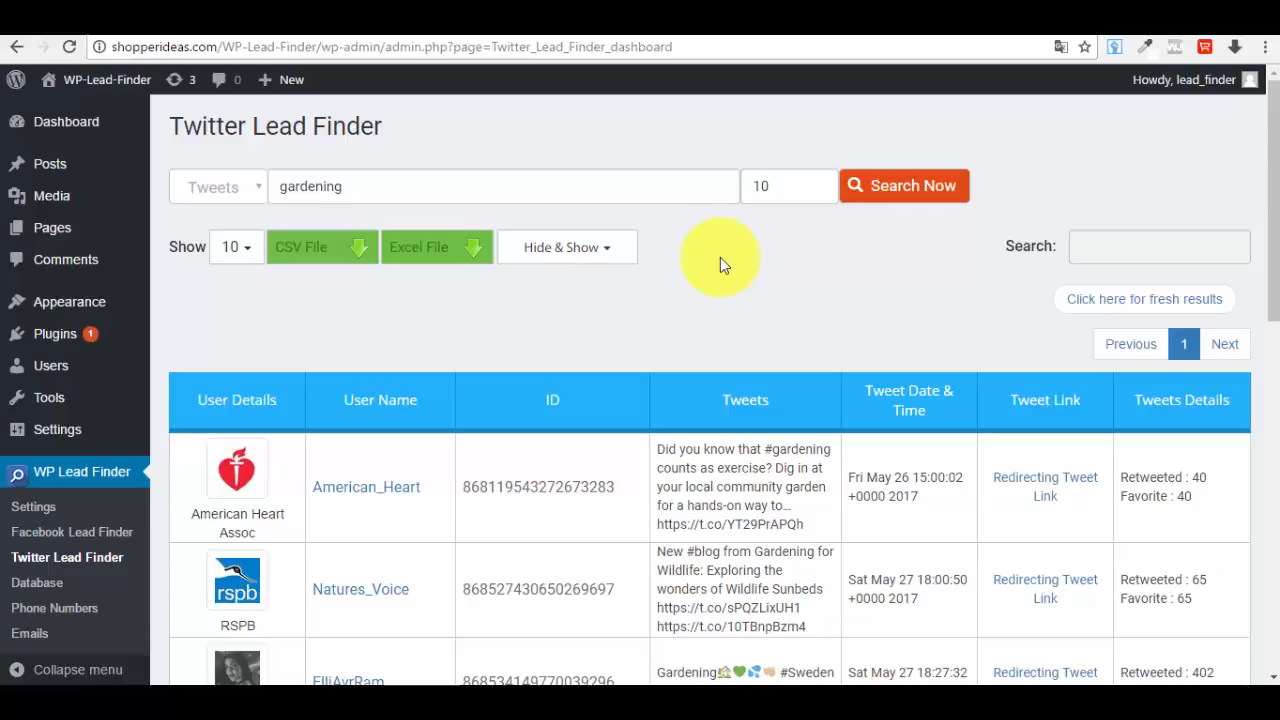 shopperideas.com/WP-Lead-Finder/wp-admin/admin.php?page=Twitter_Lead_Finder_dashboard
WP-Lead-Finder 3 0 + New Howdy, lead_finder
Dashboard
Posts
Media
Pages
Comments
Appearance
Plugins 1
Users
Tools
Settings
WP Lead Finder
Settings
Facebook Lead Finder
Twitter Lead Finder
Database
Phone Numbers
Emails
Collapse menu
Twitter Lead Finder
Tweets gardening 10 Search Now
Show 10 CSV File Excel File Hide & Show Search:
Click here for fresh results
Previous 1 Next
User Details User Name ID Tweets Tweet Date & Time Tweet Link Tweets Details
American Heart
Assoc
American_Heart
868119543272673283
Did you know that #gardening
counts as exercise? Dig in at
your local community garden
for a hands-on way to…
https://t.co/YT29PrAPQh
Fri May 26 15:00:02
+0000 2017
Redirecting Tweet
Link
Retweeted : 40
Favorite : 40
rspb
RSPB
Natures_Voice
868527430650269697
New #blog from Gardening for
Wildlife: Exploring the
wonders of Wildlife Sunbeds
https://t.co/sPQZLixUH1
https://t.co/10TBnpBzm4
Sat May 27 18:00:50
+0000 2017
Redirecting Tweet
Link
Retweeted : 65
Favorite : 65
ElliAvrRam
868534149770039296
Gardening🏡💚💦👊🏼 #Sweden
Sat May 27 18:27:32
Redirecting Tweet
Retweeted : 402